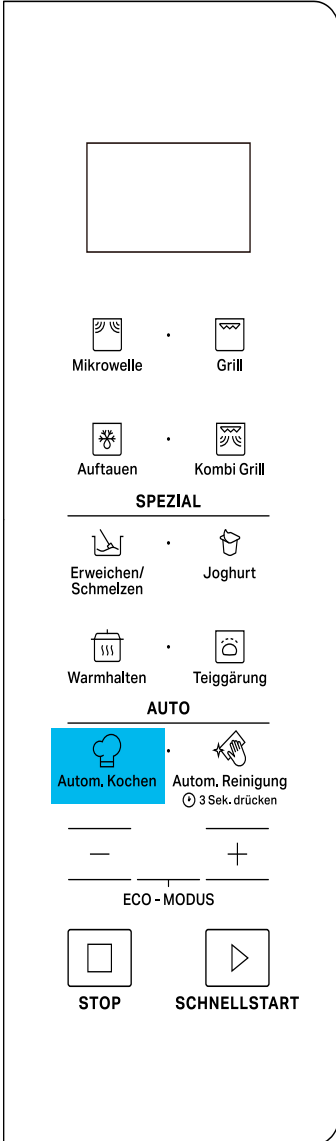 Mikrowelle Grill
Auftauen Kombi Grill
SPEZIAL
Erweichen/ Joghurt
Schmelzen
Warmhalten Teiggärung
AUTO
Autom. Kochen Autom. Reinigung
3 Sek. drücken
ECO - MODUS
STOP SCHNELLSTART